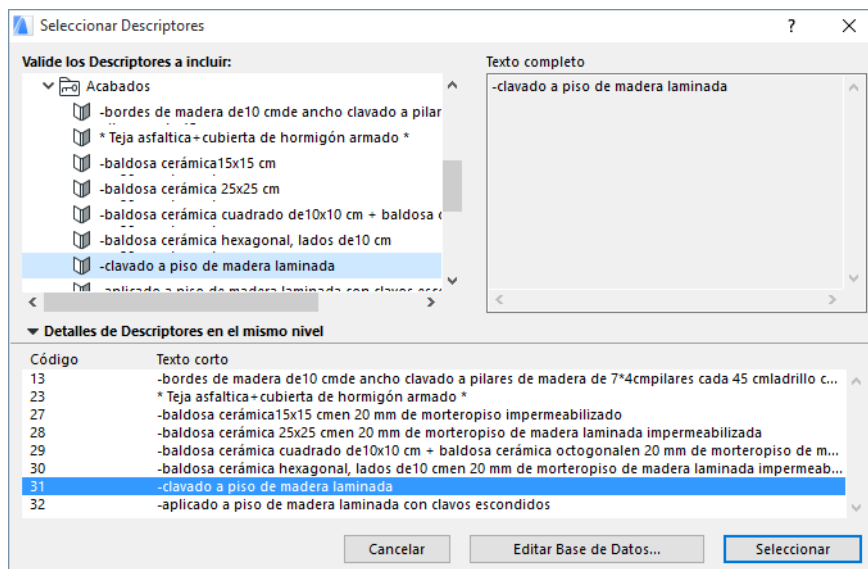 Seleccionar Descriptores
?
Valide los Descriptores a incluir:
Texto completo
Acabados
-bordes de madera de10 cmde ancho clavado a pilar
* Teja asfaltica+cubierta de hormigón armado *
-baldosa cerámica15x15 cm
-baldosa cerámica 25x25 cm
-baldosa cerámica cuadrado de10x10 cm + baldosa
-baldosa cerámica hexagonal, lados de10 cm
-clavado a piso de madera laminada
-aplicado a piso de madera laminada con clavos
-clavado a piso de madera laminada
Detalles de Descriptores en el mismo nivel
Código Texto corto
13 -bordes de madera de10 cmde ancho clavado a pilares de madera de 7*4cmpilares cada 45 cmladrillo c...
23 * Teja asfaltica+cubierta de hormigón armado *
27 -baldosa cerámica15x15 cmen 20 mm de morteropiso impermeabilizado
28 -baldosa cerámica 25x25 cmen 20 mm de morteropiso de madera laminada impermeabilizada
29 -baldosa cerámica cuadrado de10x10 cm + baldosa cerámica octogonalen 20 mm de morteropiso de m...
30 -baldosa cerámica hexagonal, lados de10 cmen 20 mm de morteropiso de madera laminada impermeab...
31 -clavado a piso de madera laminada
32 -aplicado a piso de madera laminada con clavos escondidos
Cancelar
Editar Base de Datos...
Seleccionar